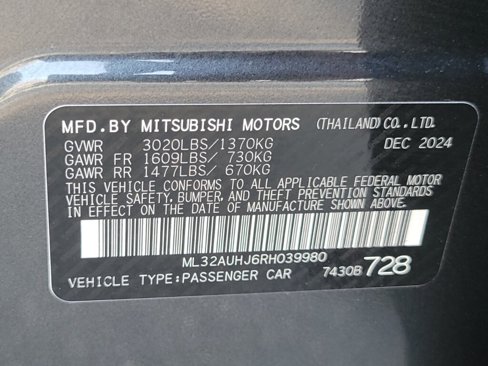 MFD.BY MITSUBISHI MOTORS (THAILAND)CO.,LTD.
GVWR 3020LBS/1370KG DEC 2024
GAWR FR 1609LBS/ 730KG
GAWR RR 1477LBS/ 670KG
THIS VEHICLE CONFORMS TO ALL APPLICABLE FEDERAL MOTOR
VEHICLE SAFETY, BUMPER, AND THEFT PREVENTION STANDARDS
IN EFFECT ON THE DATE OF MANUFACTURE SHOWN ABOVE.
ML32AUHJ6RH039980
VEHICLE TYPE:PASSENGER CAR 7430B 728